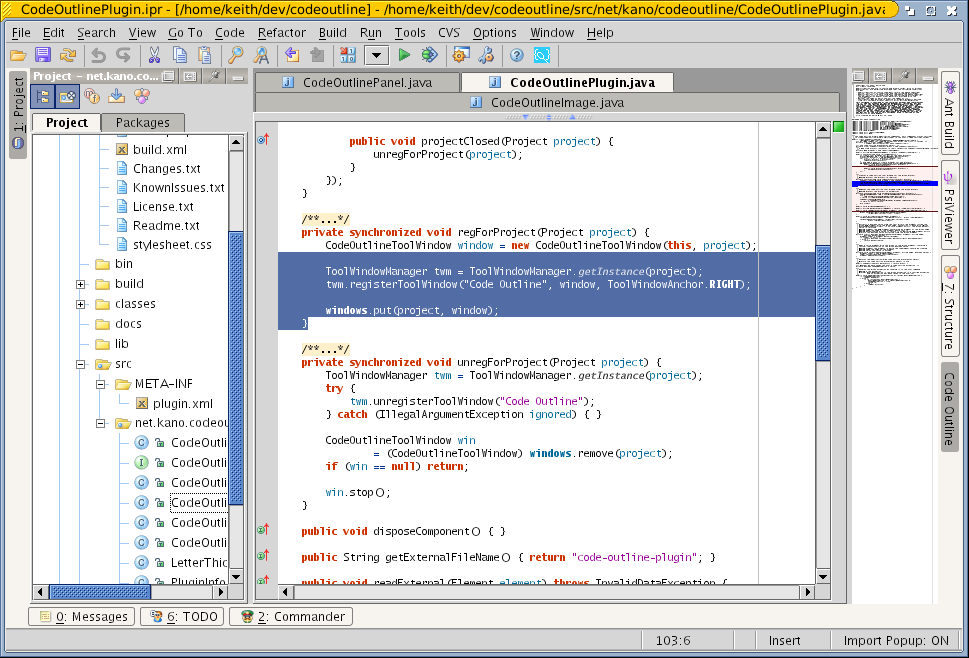 CodeOutlinePlugin.ipr - [/home/keith/dev/codeoutline] - /home/keith/dev/codeoutline/src/net/kano/codeoutline/CodeOutlinePlugin.java
File Edit Search View Go To Code Refactor Build Run Tools CVS Options Window Help
1: Project
Project - net.kano.co...
Project Packages
build.xml
Changes.txt
KnownIssues.txt
License.txt
Readme.txt
stylesheet.css
bin
build
classes
docs
lib
src
META-INF
plugin.xml
net.kano.codeou
CodeOutli
CodeOutli
CodeOutli
CodeOutli
CodeOutli
CodeOutli
LetterThic
PluginInfo
CodeOutlinePanel.java CodeOutlinePlugin.java
CodeOutlineImage.java
public void projectClosed(Project project) {
unregForProject(project);
}
});
}
/**...*/
private synchronized void regForProject(Project project) {
CodeOutlineToolWindow window = new CodeOutlineToolWindow(this, project);
ToolWindowManager twm = ToolWindowManager.getInstance(project);
twm.registerToolWindow("Code Outline", window, ToolWindowAnchor.RIGHT);
windows.put(project, window);
}
/**...*/
private synchronized void unregForProject(Project project) {
ToolWindowManager twm = ToolWindowManager.getInstance(project);
try {
twm.unregisterToolWindow("Code Outline");
} catch (IllegalArgumentException ignored) { }
CodeOutlineToolWindow win
= (CodeOutlineToolWindow) windows.remove(project);
if (win == null) return;
win.stop();
}
public void disposeComponent() { }
public String getExternalFileName() { return "code-outline-plugin"; }
public void readExternal(Element element) throws InvalidDataException {
Ant Build
PsiViewer
7: Structure
Code Outline
0: Messages 6: TODO 2: Commander
103:6 Insert Import Popup: ON